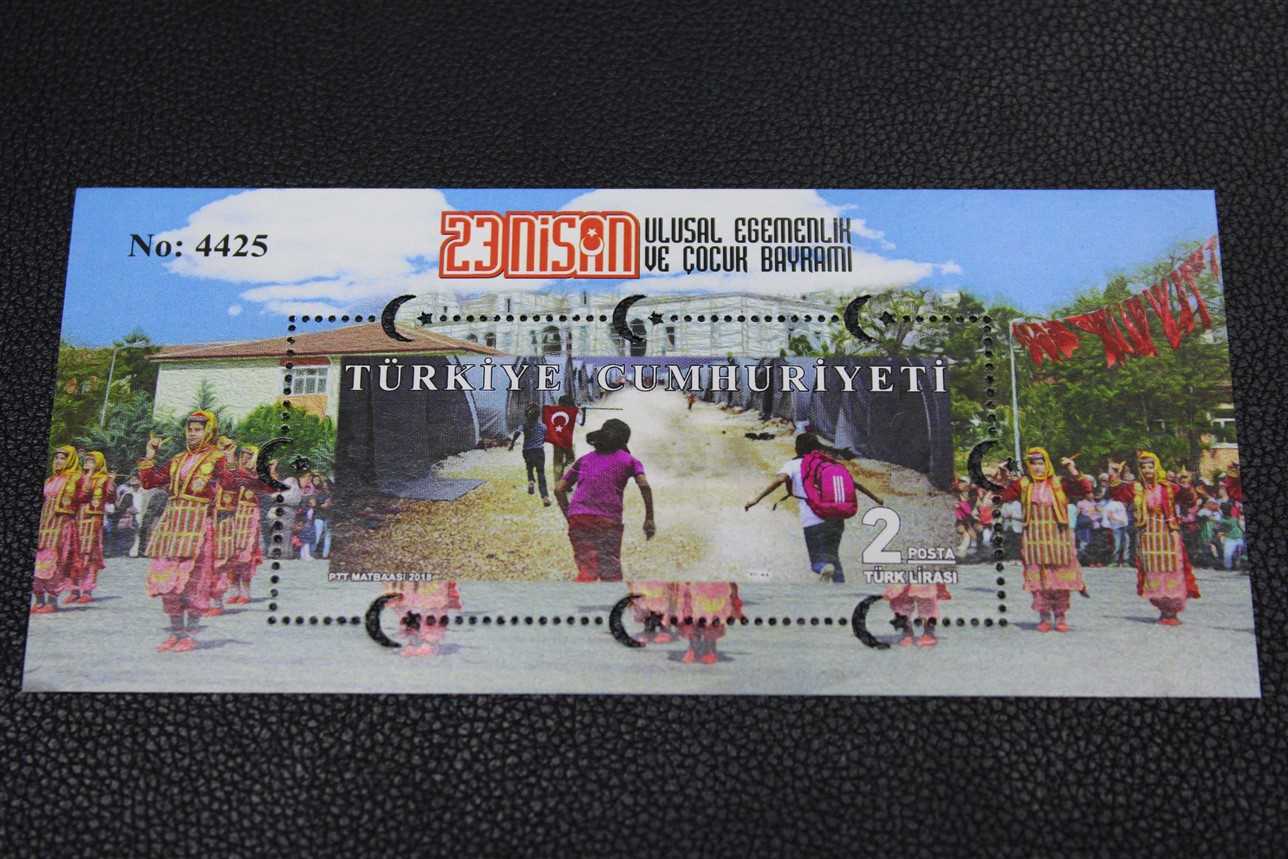 No: 4425
23 NİSAN
ULUSAL EGEMENLİK
VE ÇOCUK BAYRAMI
TÜRKİYE CUMHURİYETİ
2 POSTA
TÜRK LİRASI
PTT MATBAASI 2018